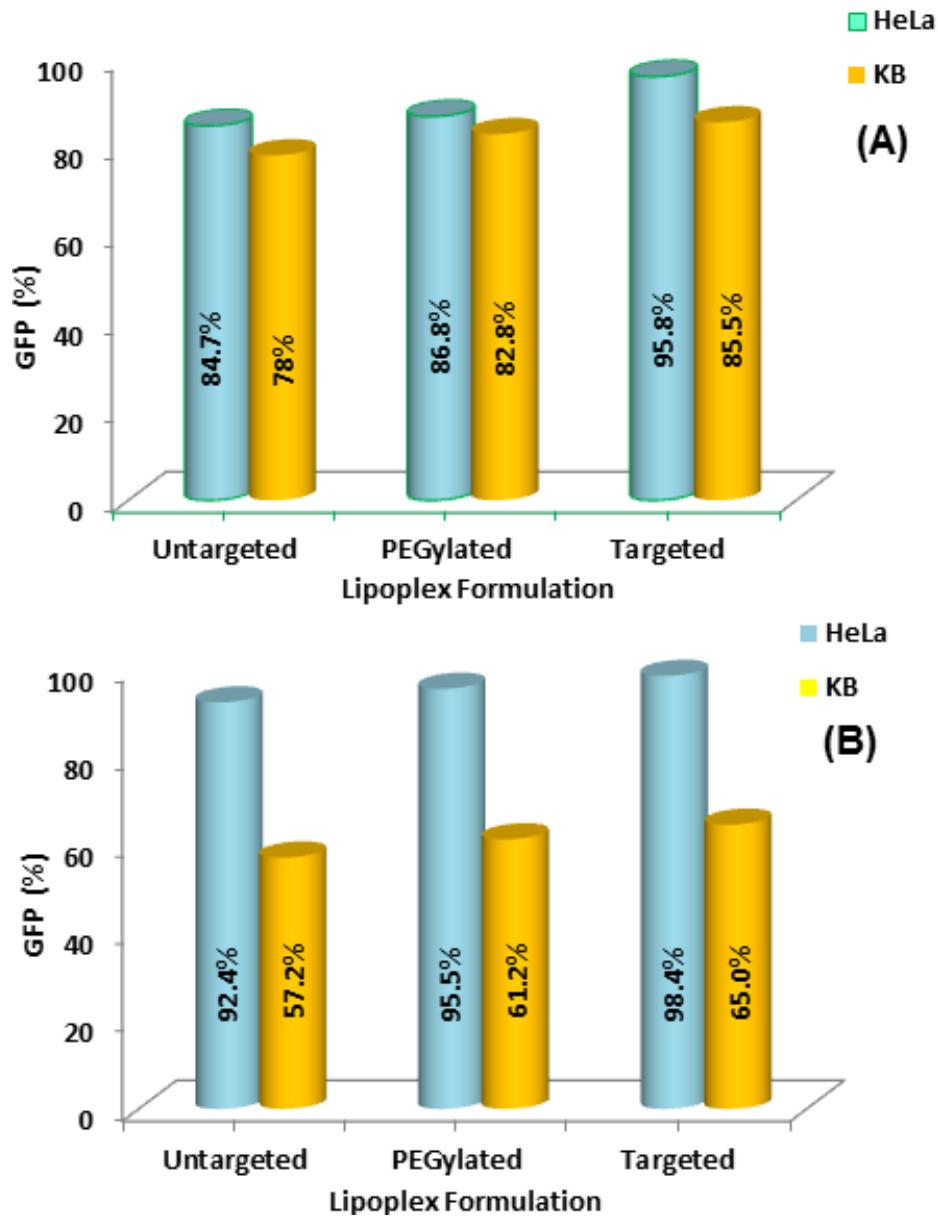 HeLa
KB
(A)
100
80
60
40
20
0
GFP (%)
84.7%
78%
86.8%
82.8%
95.8%
85.5%
Untargeted PEGylated Targeted
Lipoplex Formulation
HeLa
KB
(B)
100
80
60
40
20
0
GFP (%)
92.4%
57.2%
95.5%
61.2%
98.4%
65.0%
Untargeted PEGylated Targeted
Lipoplex Formulation